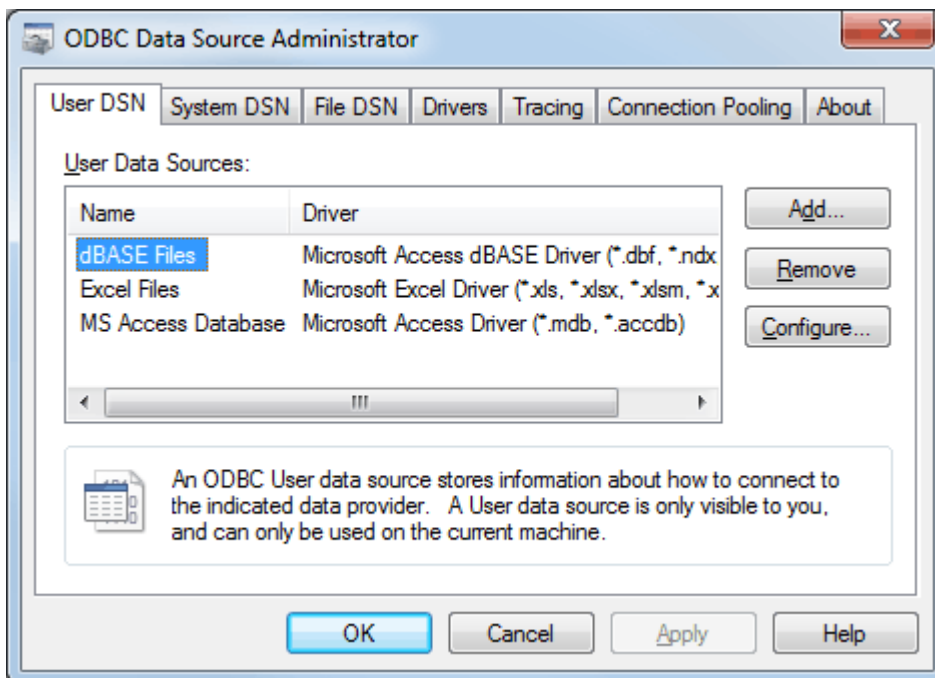 ODBC Data Source Administrator
User DSN System DSN File DSN Drivers Tracing Connection Pooling About
User Data Sources:
Name Driver
dBASE Files Microsoft Access dBASE Driver (*.dbf, *.ndx
Excel Files Microsoft Excel Driver (*.xls, *.xlsx, *.xlsm, *.x
MS Access Database Microsoft Access Driver (*.mdb, *.accdb)
Add...
Remove
Configure...
An ODBC User data source stores information about how to connect to
the indicated data provider. A User data source is only visible to you,
and can only be used on the current machine.
OK Cancel Apply Help